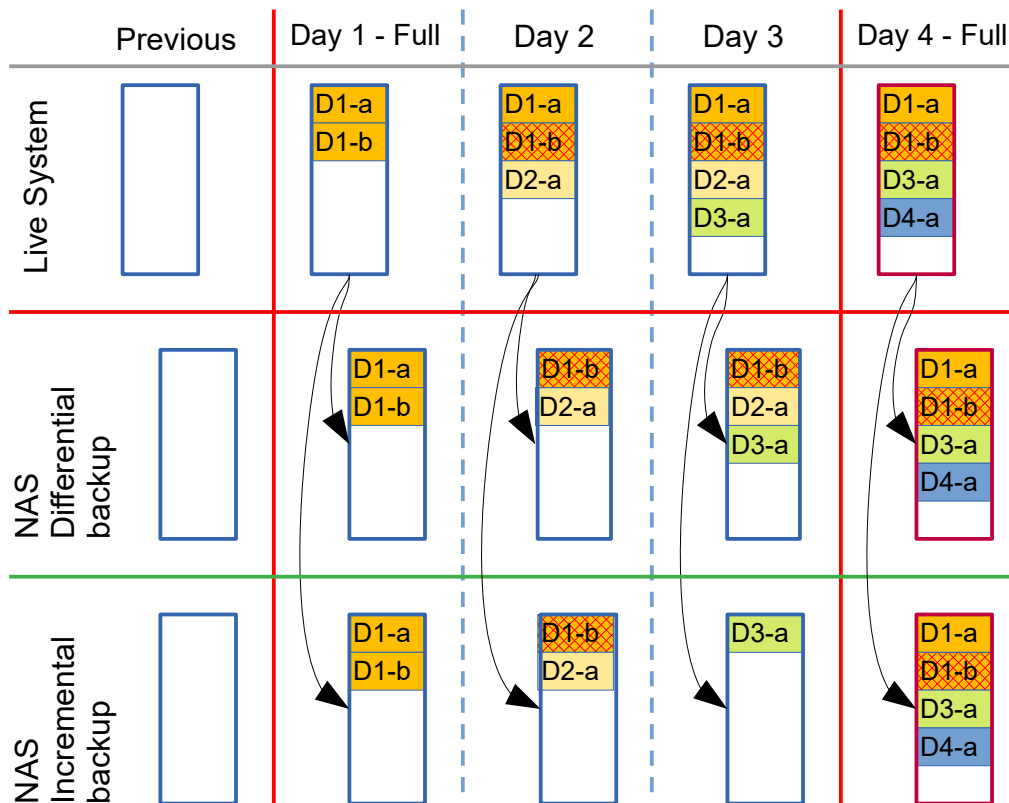 Previous
Day 1 - Full
Day 2
Day 3
Day 4 - Full
Live System
D1-a
D1-b
D1-a
D1-b
D2-a
D1-a
D1-b
D2-a
D3-a
D1-a
D1-b
D3-a
D4-a
NAS
Differential
backup
D1-a
D1-b
D1-b
D2-a
D1-b
D2-a
D3-a
D1-a
D1-b
D3-a
D4-a
NAS
Incremental
backup
D1-a
D1-b
D1-b
D2-a
D3-a
D1-a
D1-b
D3-a
D4-a